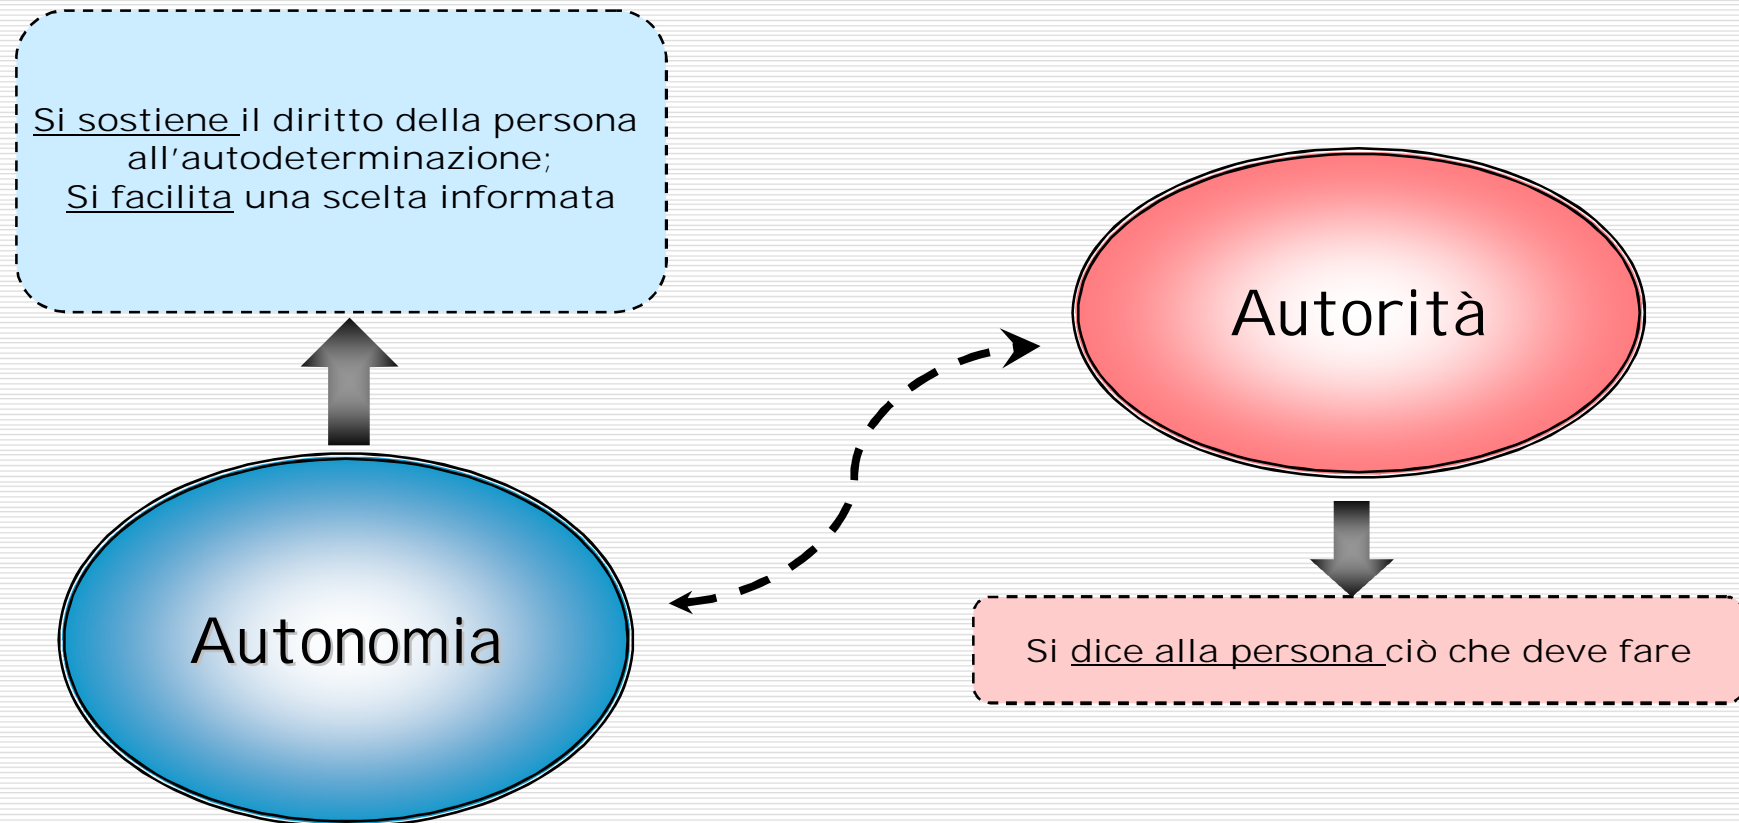 Si sostiene il diritto della persona
all'autodeterminazione;
Si facilita una scelta informata
Autorità
Autonomia
Si dice alla persona ciò che deve fare